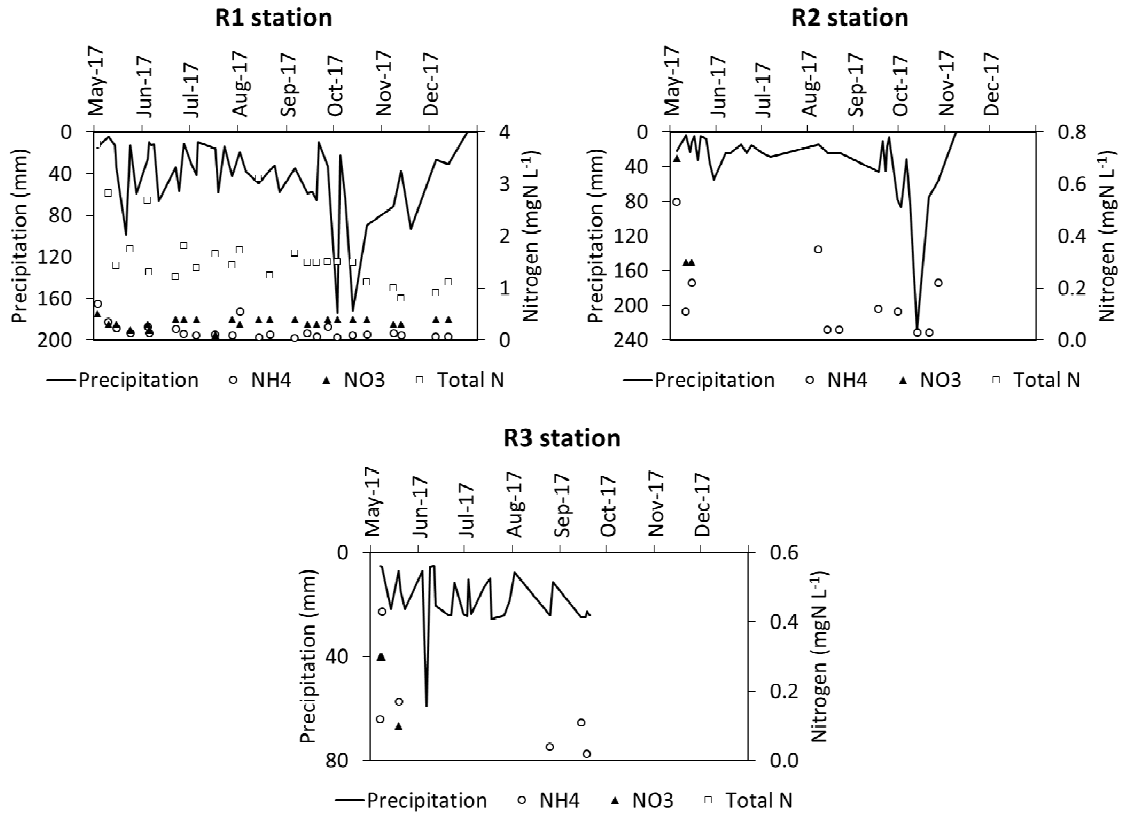 R1 station
May-17 Jun-17 Jul-17 Aug-17 Sep-17 Oct-17 Nov-17 Dec-17
Precipitation (mm)
0
40
80
120
160
200
4
3
2
1
0
Nitrogen (mgN L-1)
Precipitation NH4 NO3 Total N
R2 station
May-17 Jun-17 Jul-17 Aug-17 Sep-17 Oct-17 Nov-17 Dec-17
Precipitation (mm)
0
40
80
120
160
200
240
0.8
0.6
0.4
0.2
0.0
Nitrogen (mgN L-1)
Precipitation NH4 NO3 Total N
R3 station
May-17 Jun-17 Jul-17 Aug-17 Sep-17 Oct-17 Nov-17 Dec-17
Precipitation (mm)
0
40
80
0.6
0.4
0.2
0.0
Nitrogen (mgN L-1)
Precipitation NH4 NO3 Total N